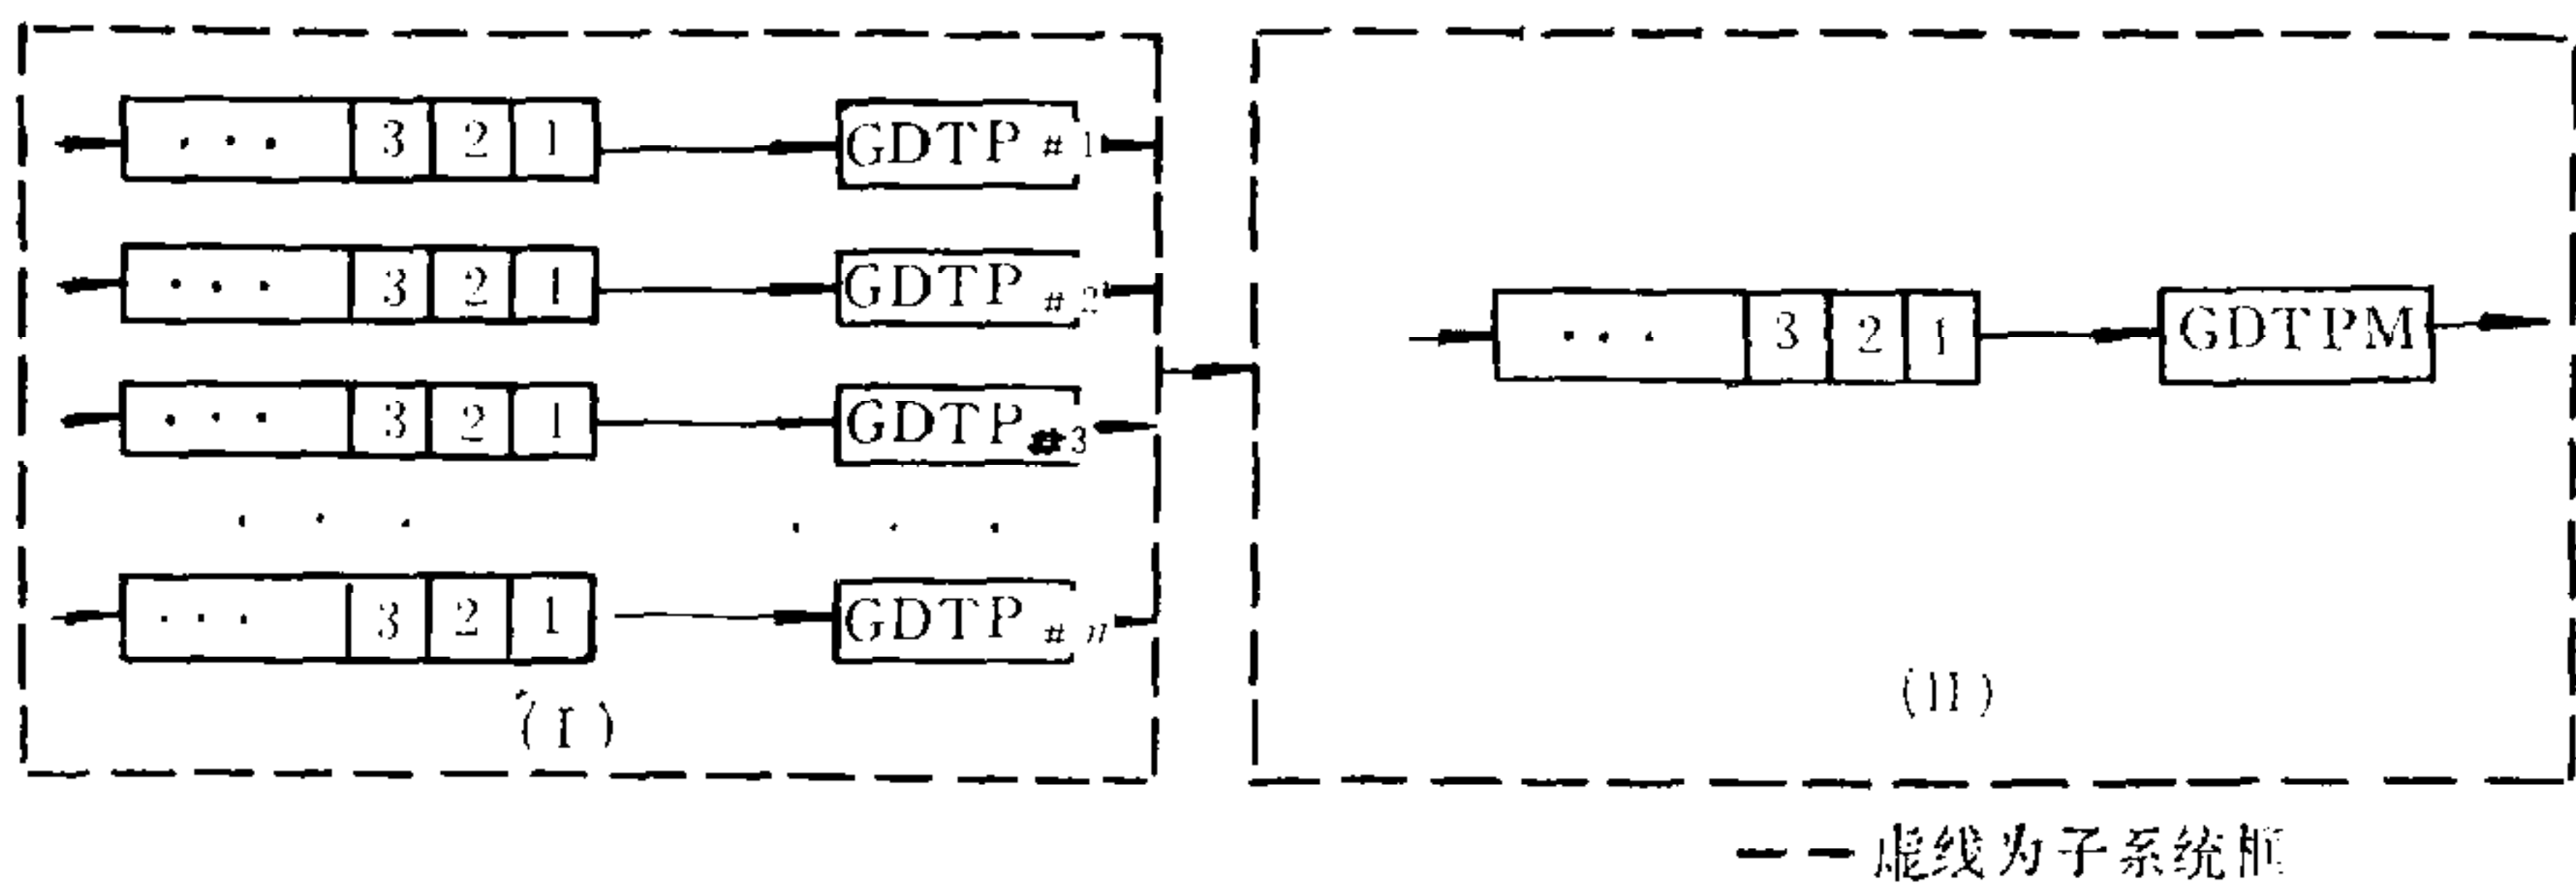 ... 3 2 1 GDTP #1
... 3 2 1 GDTP #2
... 3 2 1 GDTP #3
... 3 2 1 GDTPM
... ...
... 3 2 1 GDTP #n
(I)
(II)
虚线为子系统框